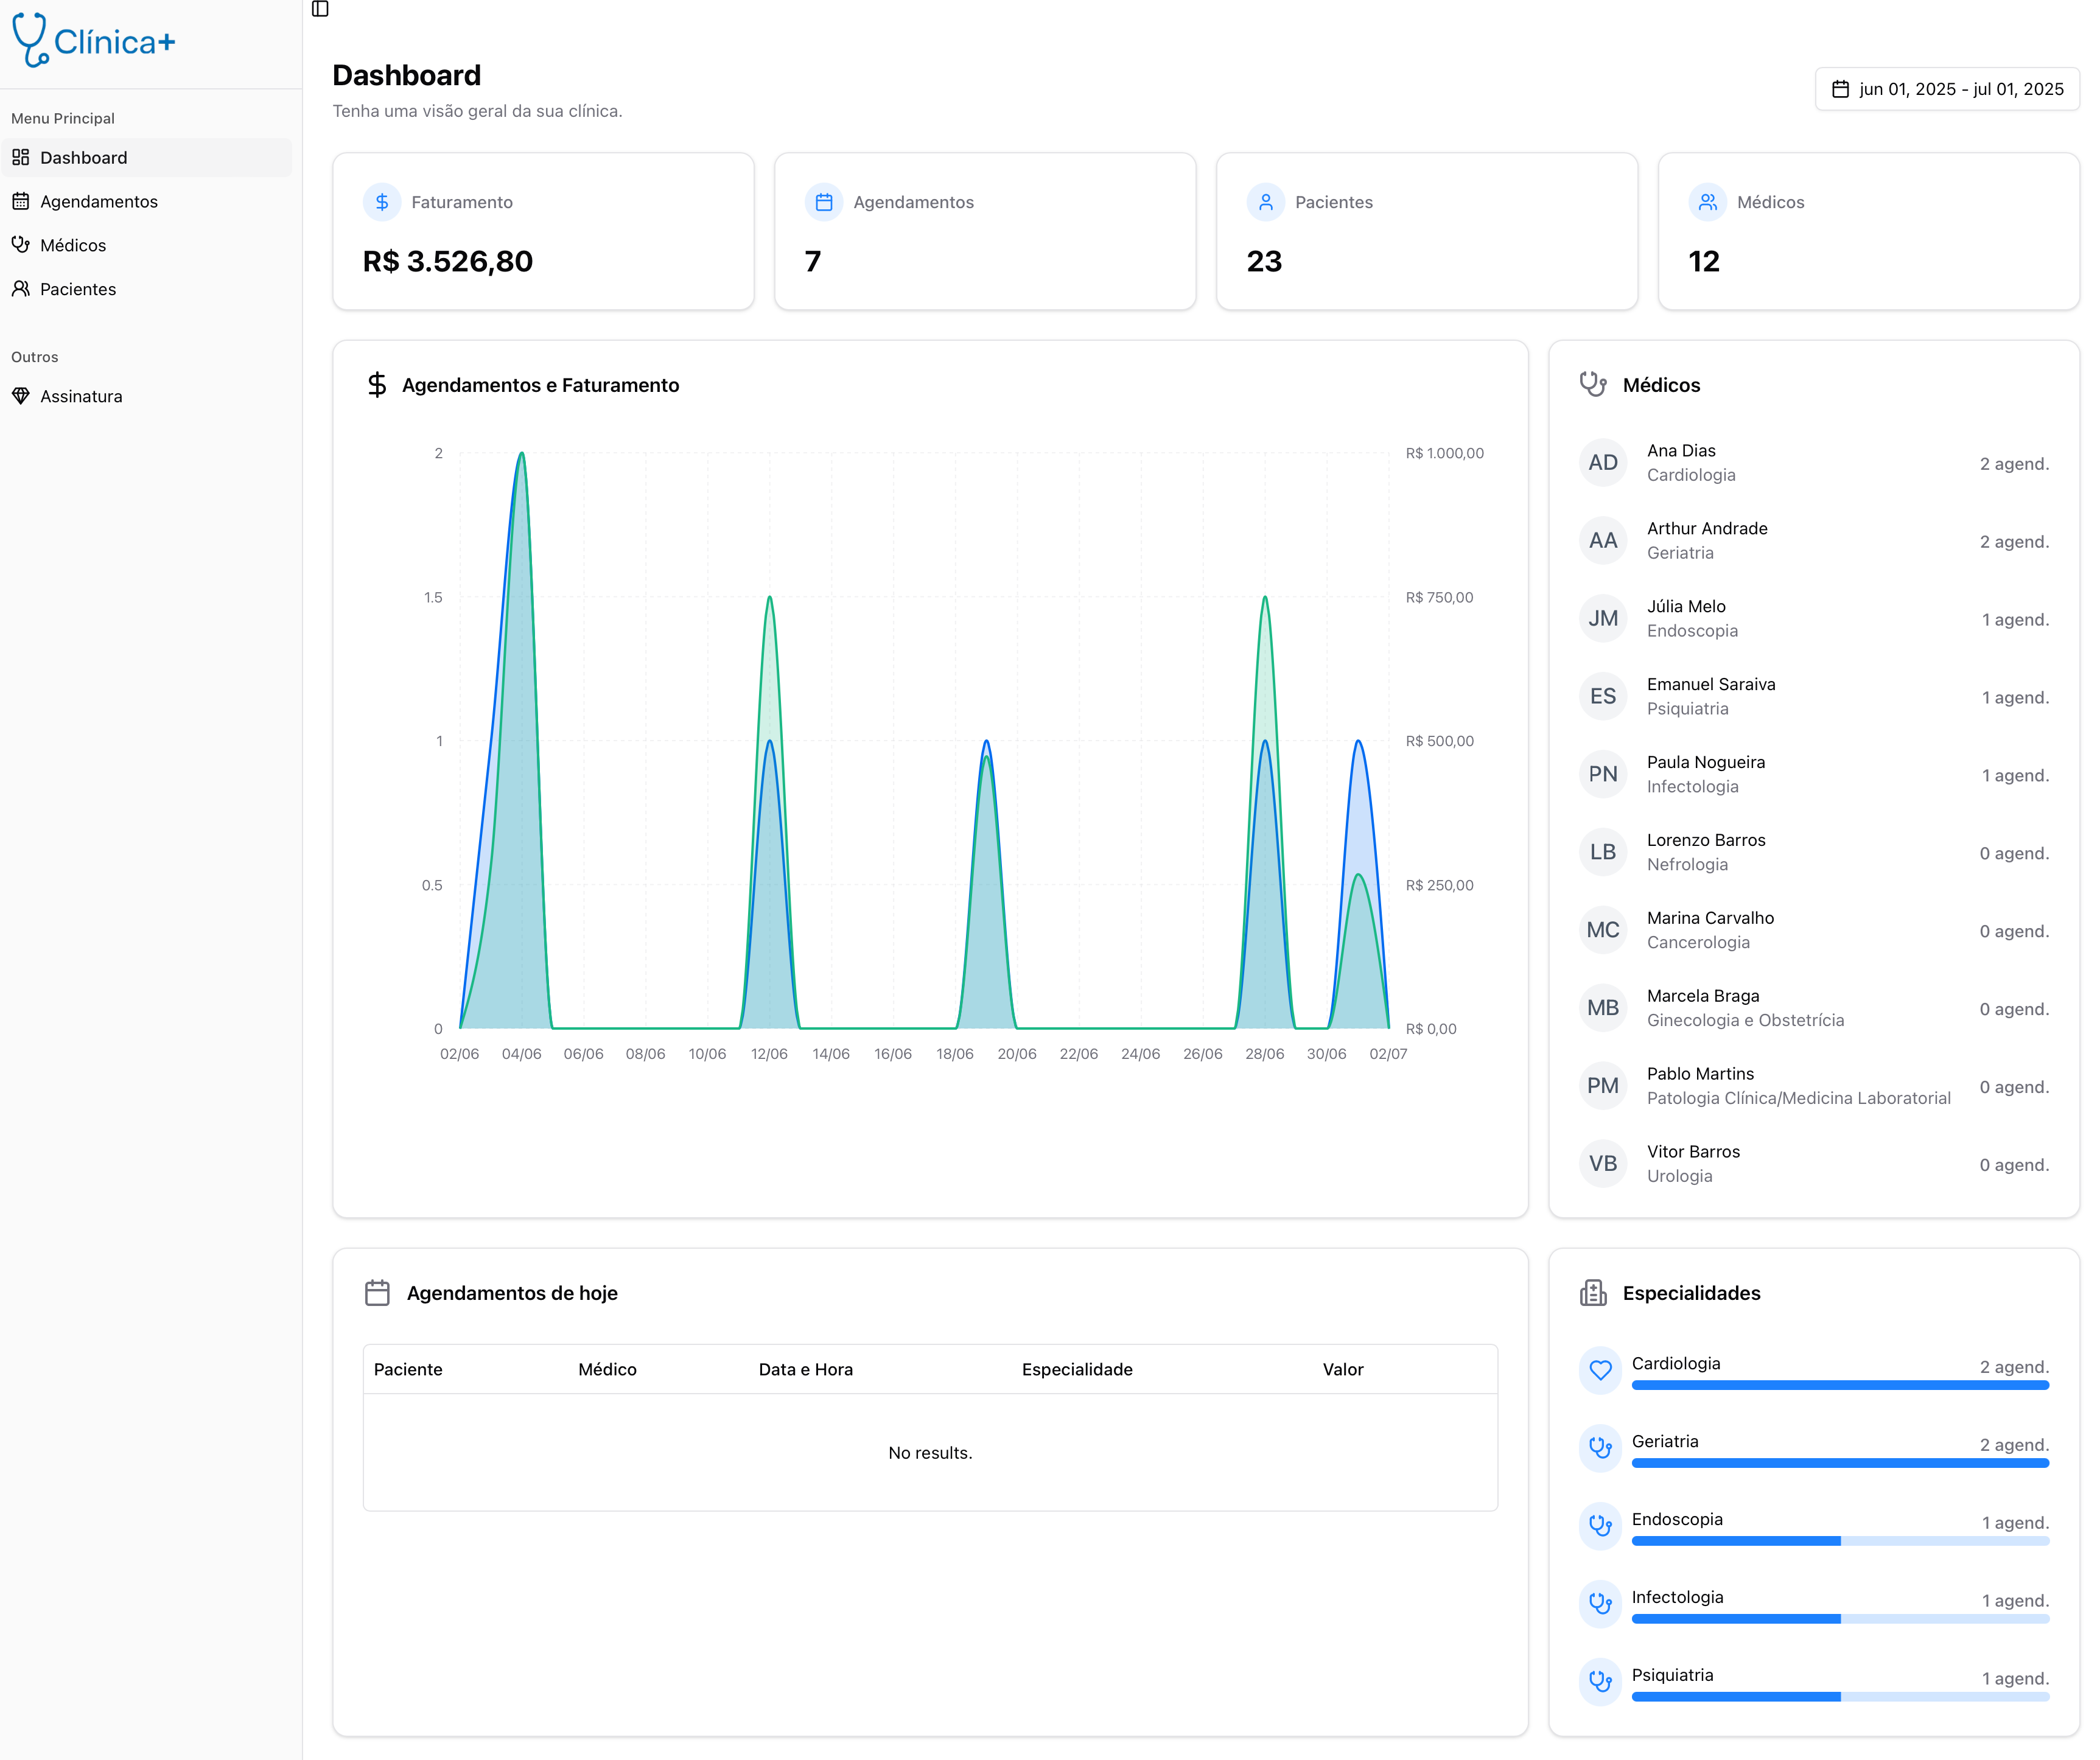 Clínica+
Menu Principal
Dashboard
Agendamentos
Médicos
Pacientes
Outros
Assinatura
Dashboard
Tenha uma visão geral da sua clínica.
jun 01, 2025 - jul 01, 2025
Faturamento
R$ 3.526,80
Agendamentos
7
Pacientes
23
Médicos
12
Agendamentos e Faturamento
2
1.5
1
0.5
0
R$ 1.000,00
R$ 750,00
R$ 500,00
R$ 250,00
R$ 0,00
02/06 04/06 06/06 08/06 10/06 12/06 14/06 16/06 18/06 20/06 22/06 24/06 26/06 28/06 30/06 02/07
Médicos
AD
Ana Dias
Cardiologia
2 agend.
AA
Arthur Andrade
Geriatria
2 agend.
JM
Júlia Melo
Endoscopia
1 agend.
ES
Emanuel Saraiva
Psiquiatria
1 agend.
PN
Paula Nogueira
Infectologia
1 agend.
LB
Lorenzo Barros
Nefrologia
0 agend.
MC
Marina Carvalho
Cancerologia
0 agend.
MB
Marcela Braga
Ginecologia e Obstetrícia
0 agend.
PM
Pablo Martins
Patologia Clínica/Medicina Laboratorial
0 agend.
VB
Vitor Barros
Urologia
0 agend.
Agendamentos de hoje
Paciente Médico Data e Hora Especialidade Valor
No results.
Especialidades
Cardiologia 2 agend.
Geriatria 2 agend.
Endoscopia 1 agend.
Infectologia 1 agend.
Psiquiatria 1 agend.